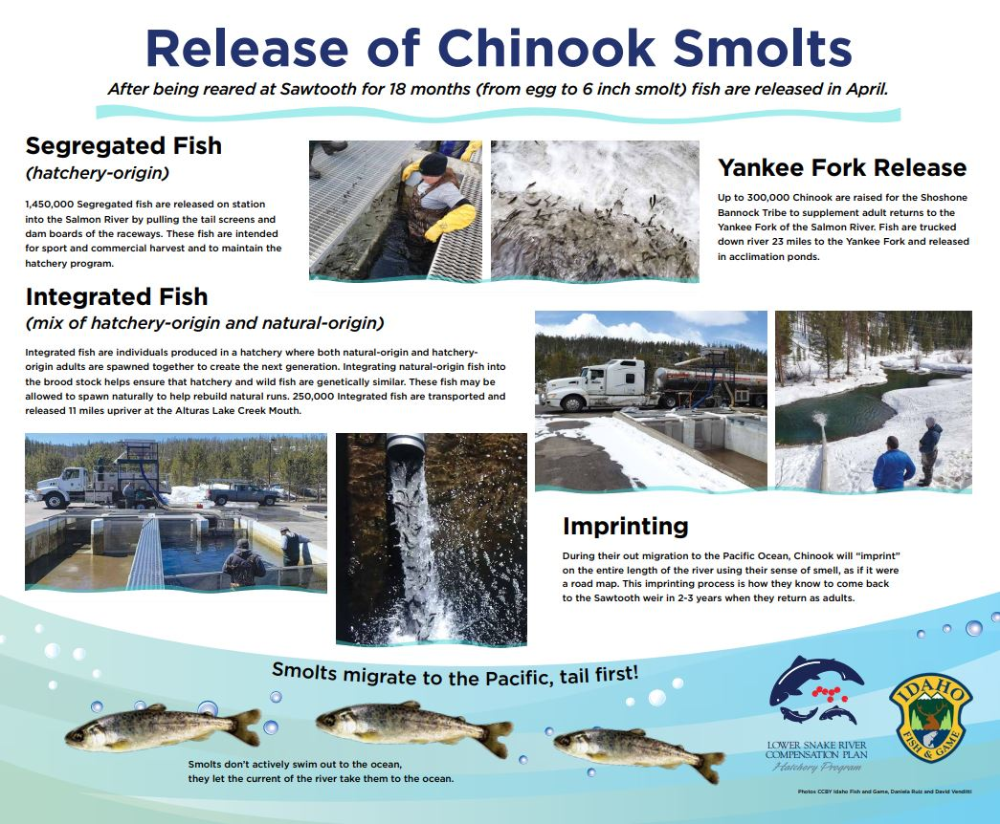 Release of Chinook Smolts
After being reared at Sawtooth for 18 months (from egg to 6 inch smolt) fish are released in April.
Segregated Fish
(hatchery-origin)
1,450,000 Segregated fish are released on station
into the Salmon River by pulling the tail screens and
dam boards of the raceways. These fish are intended
for sport and commercial harvest and to maintain the
hatchery program.
Yankee Fork Release
Up to 300,000 Chinook are raised for the Shoshone
Bannock Tribe to supplement adult returns to the
Yankee Fork of the Salmon River. Fish are trucked
down river 23 miles to the Yankee Fork and released
in acclimation ponds.
Integrated Fish
(mix of hatchery-origin and natural-origin)
Integrated fish are individuals produced in a hatchery where both natural-origin and hatchery-
origin adults are spawned together to create the next generation. Integrating natural-origin fish into
the brood stock helps ensure that hatchery and wild fish are genetically similar. These fish may be
allowed to spawn naturally to help rebuild natural runs. 250,000 Integrated fish are transported and
released 11 miles upriver at the Alturas Lake Creek Mouth.
Imprinting
During their out migration to the Pacific Ocean, Chinook will “imprint”
on the entire length of the river using their sense of smell, as if it were
a road map. This imprinting process is how they know to come back
to the Sawtooth weir in 2-3 years when they return as adults.
Smolts migrate to the Pacific, tail first!
Smolts don’t actively swim out to the ocean,
they let the current of the river take them to the ocean.
LOWER SNAKE RIVER
COMPENSATION PLAN
Hatchery Program
IDAHO
FISH & GAME
Photos CCBY Idaho Fish and Game, Daniela Ruiz and David Venditti